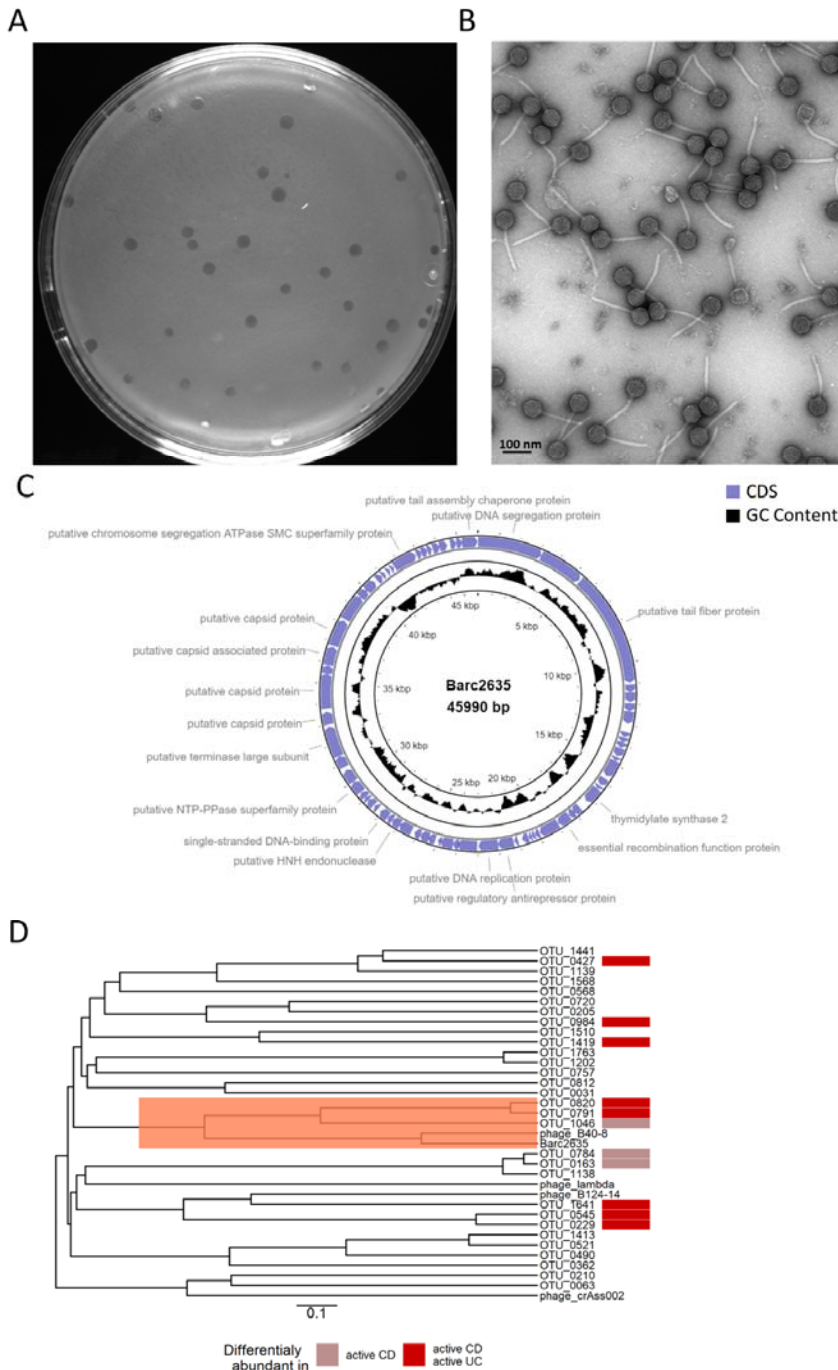 A
B
100 nm
C
CDS
GC Content
putative tail assembly chaperone protein
putative DNA segregation protein
putative chromosome segregation ATPase SMC superfamily protein
putative tail fiber protein
putative capsid protein
putative capsid associated protein
putative capsid protein
putative capsid protein
putative terminase large subunit
putative NTP-PPase superfamily protein
single-stranded DNA-binding protein
putative HNH endonuclease
putative DNA replication protein
putative regulatory antirepressor protein
essential recombination function protein
thymidylate synthase 2
45 kbp
5 kbp
40 kbp
10 kbp
35 kbp
15 kbp
30 kbp
25 kbp
20 kbp
Barc2635
45990 bp
D
OTU_1441
OTU_0427
OTU_1139
OTU_1568
OTU_0568
OTU_0720
OTU_0205
OTU_0984
OTU_1510
OTU_1419
OTU_1763
OTU_1202
OTU_0757
OTU_0812
OTU_0031
OTU_0820
OTU_0791
OTU_1046
phage_B40-8
Barc2635
OTU_0784
OTU_0163
OTU_1138
phage_lambda
phage_B124-14
OTU_1641
OTU_0545
OTU_0229
OTU_1413
OTU_0521
OTU_0490
OTU_0362
OTU_0210
OTU_0063
phage_crAss002
0.1
Differentialy
abundant in
active CD
active CD
active UC